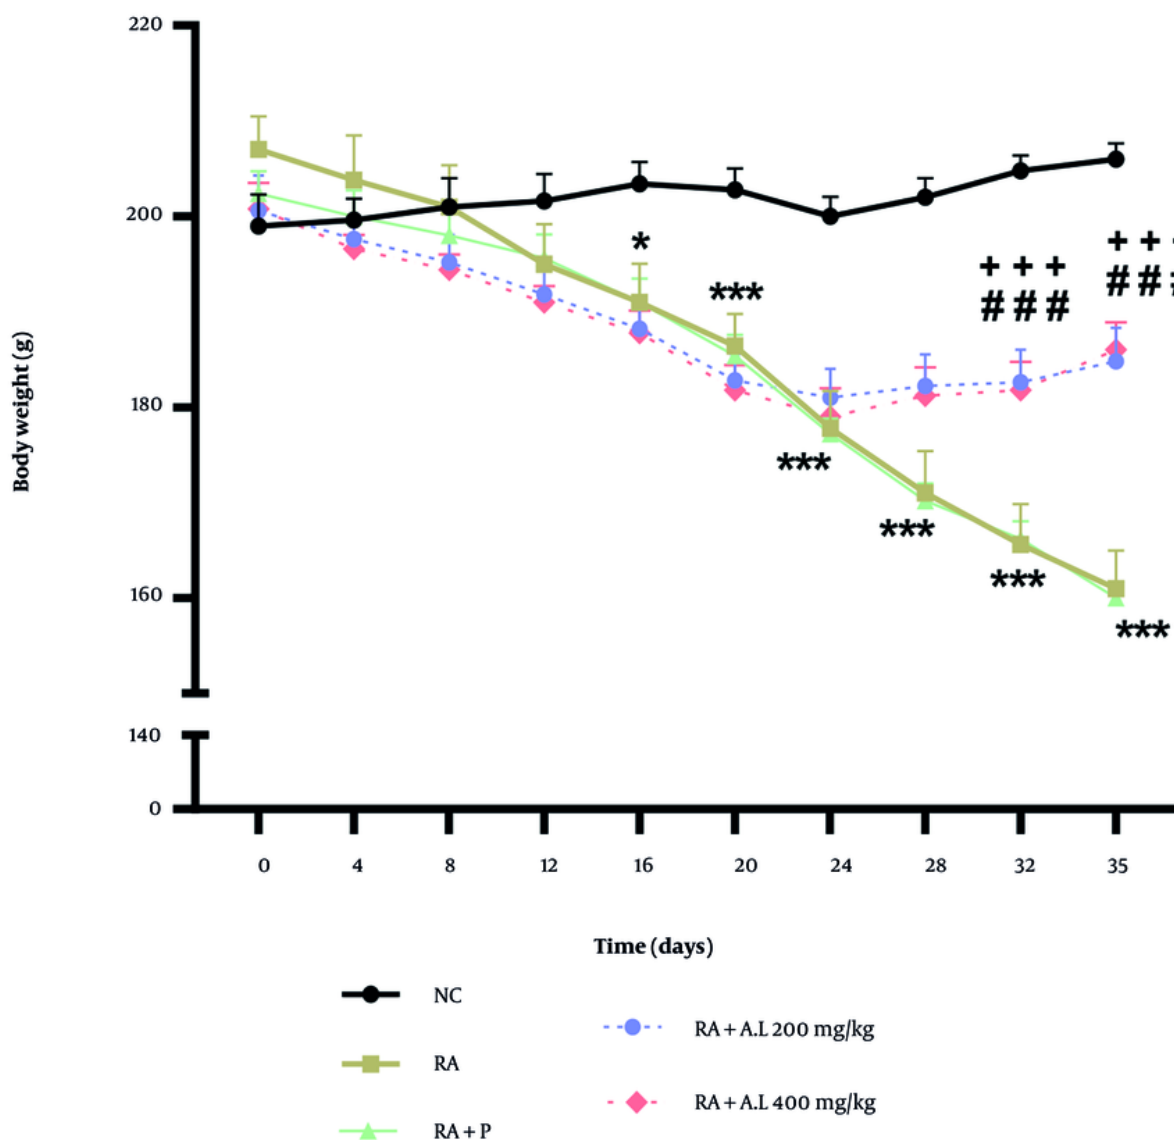 220
200
180
160
140
0
Body weight (g)
*
***
+ + +
# # #
+ + +
###
***
***
***
***
0 4 8 12 16 20 24 28 32 35
Time (days)
NC
RA + A.L 200 mg/kg
RA
RA + A.L 400 mg/kg
RA + P